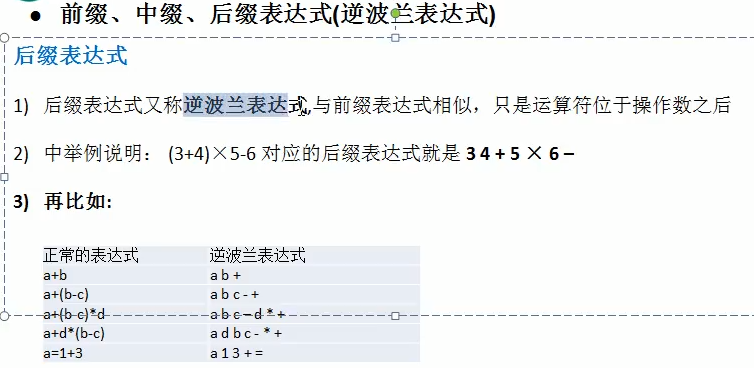 ● 前缀、中缀、后缀表达式(逆波兰表达式)
后缀表达式
1) 后缀表达式又称逆波兰表达式,与前缀表达式相似，只是运算符位于操作数之后
2) 中举例说明： (3+4)×5-6 对应的后缀表达式就是 3 4 + 5 × 6 –
3) 再比如:
正常的表达式 逆波兰表达式
a+b a b +
a+(b-c) a b c - +
a+(b-c)*d a b c – d * +
a+d*(b-c) a d b c - * +
a=1+3 a 1 3 + =